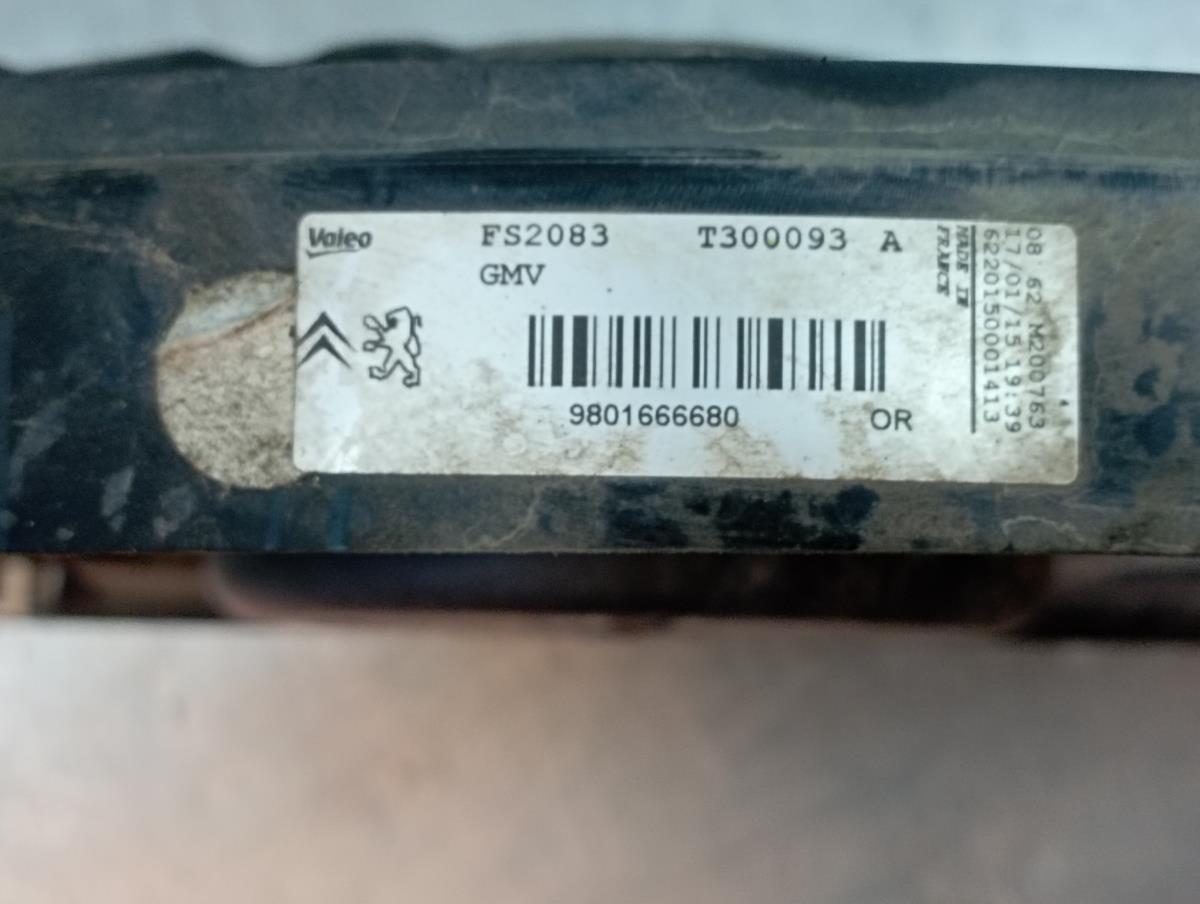 Valeo
FS2083 T300093 A
GMV
9801666680 OR
MADE IN
FRANCE
08 62 M200763
17/01/15 19:39
6220150001413